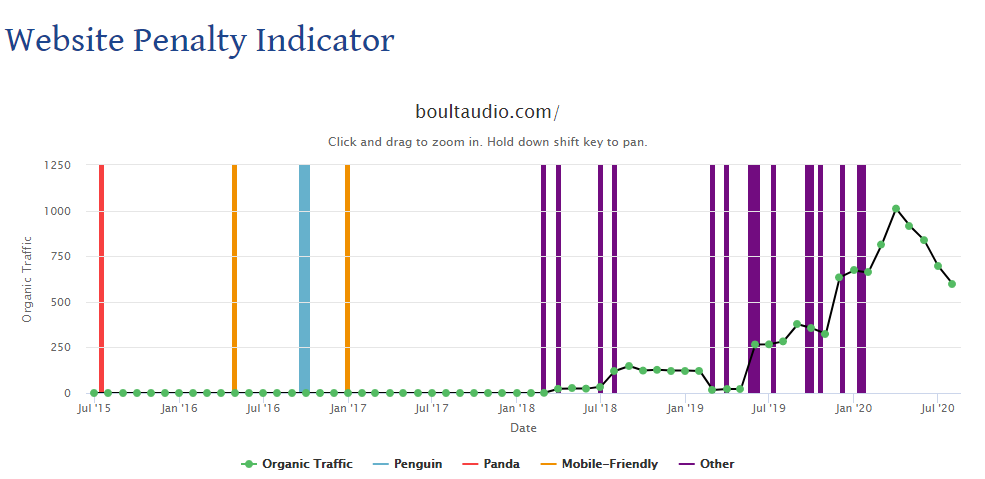 Website Penalty Indicator
boultaudio.com/
Click and drag to zoom in. Hold down shift key to pan.
1250
1000
750
500
250
0
Organic Traffic
Jul '15 Jan '16 Jul '16 Jan '17 Jul '17 Jan '18 Jul '18 Jan '19 Jul '19 Jan '20 Jul '20
Date
Organic Traffic Penguin Panda Mobile-Friendly Other